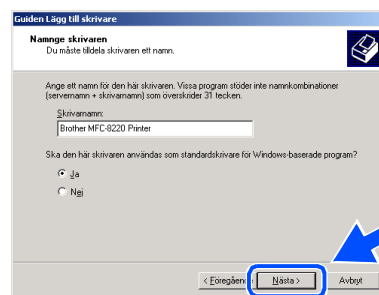 Guiden Lägg till skrivare
Namnge skrivaren
Du måste tilldela skrivaren ett namn.
Ange ett namn för den här skrivaren. Vissa program stöder inte namnkombinationer
(servernamn + skrivarnamn) som överskrider 31 tecken.
Skrivarnamn:
Brother MFC-8220 Printer
Ska den här skrivaren användas som standardskrivare för Windows-baserade program?
Ja
Nej
< Föregående
Nästa >
Avbryt